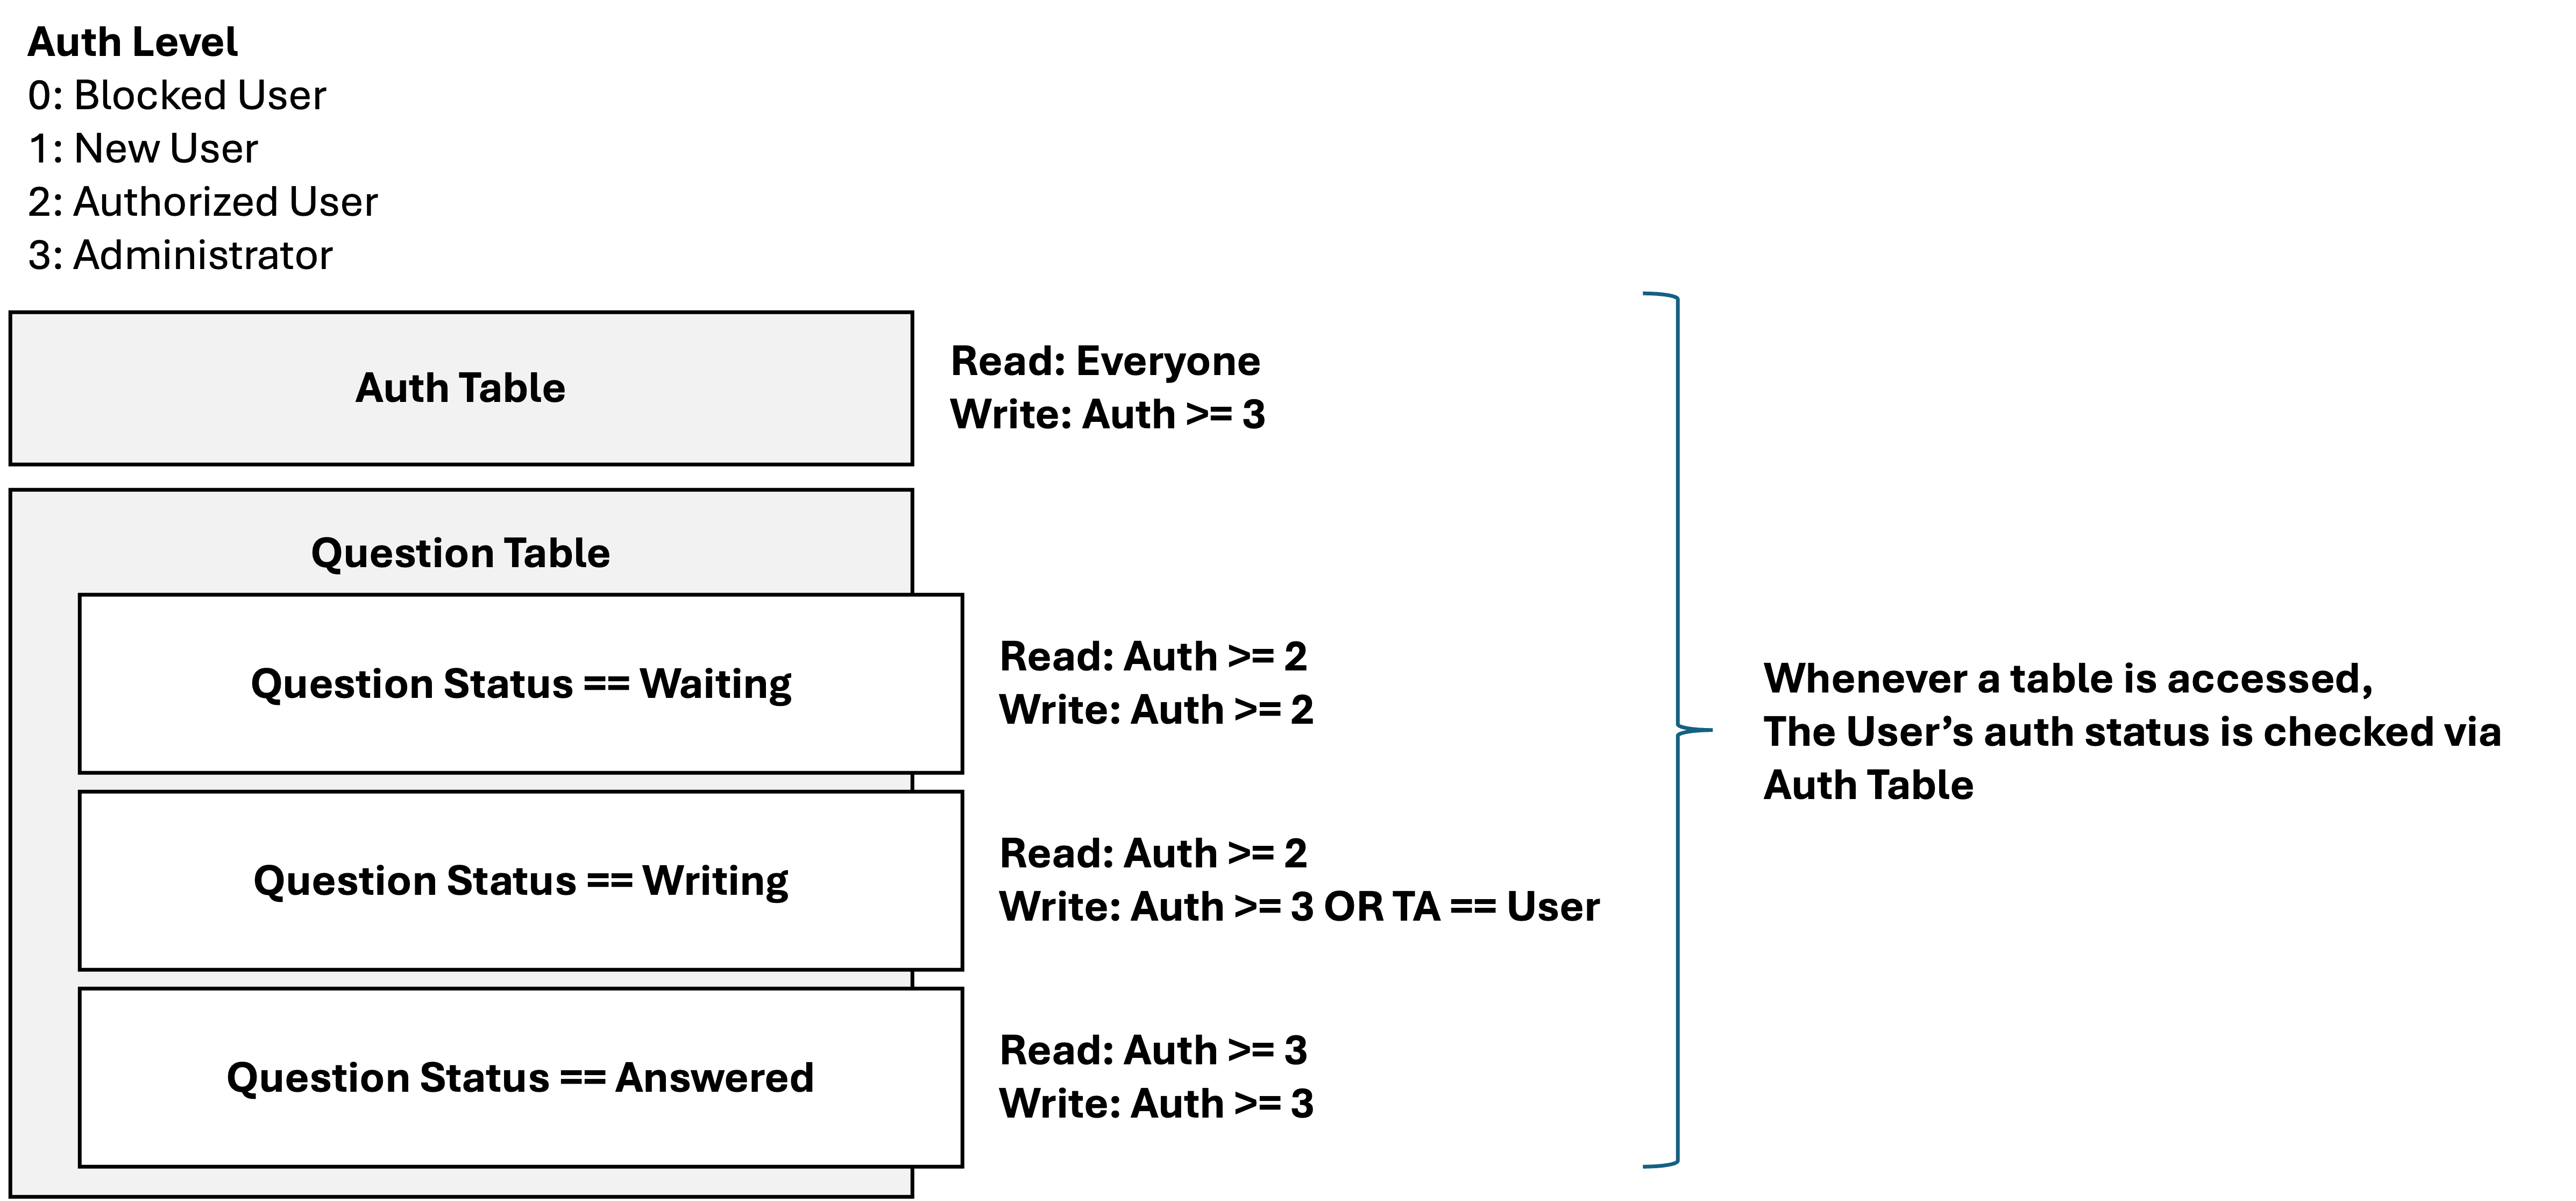 Auth Level
0: Blocked User
1: New User
2: Authorized User
3: Administrator
Auth Table
Read: Everyone
Write: Auth >= 3
Question Table
Question Status == Waiting
Read: Auth >= 2
Write: Auth >= 2
Question Status == Writing
Read: Auth >= 2
Write: Auth >= 3 OR TA == User
Question Status == Answered
Read: Auth >= 3
Write: Auth >= 3
Whenever a table is accessed,
The User’s auth status is checked via
Auth Table